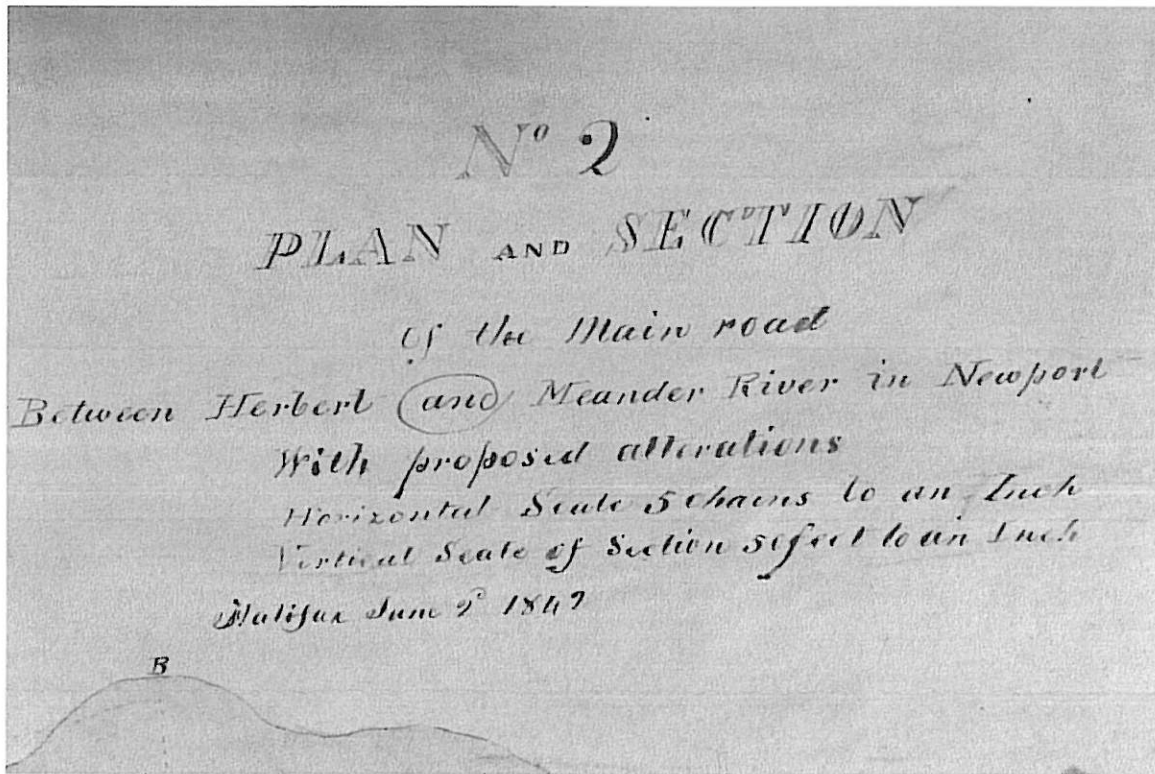 No 2
PLAN AND SECTION
Of the Main road
Between Herbert and Meander River in Newport
With proposed alterations
Horizontal Scale 5 Chains to an Inch
Vertical Scale of Section 50 feet to an Inch
Halifax June 2d
B